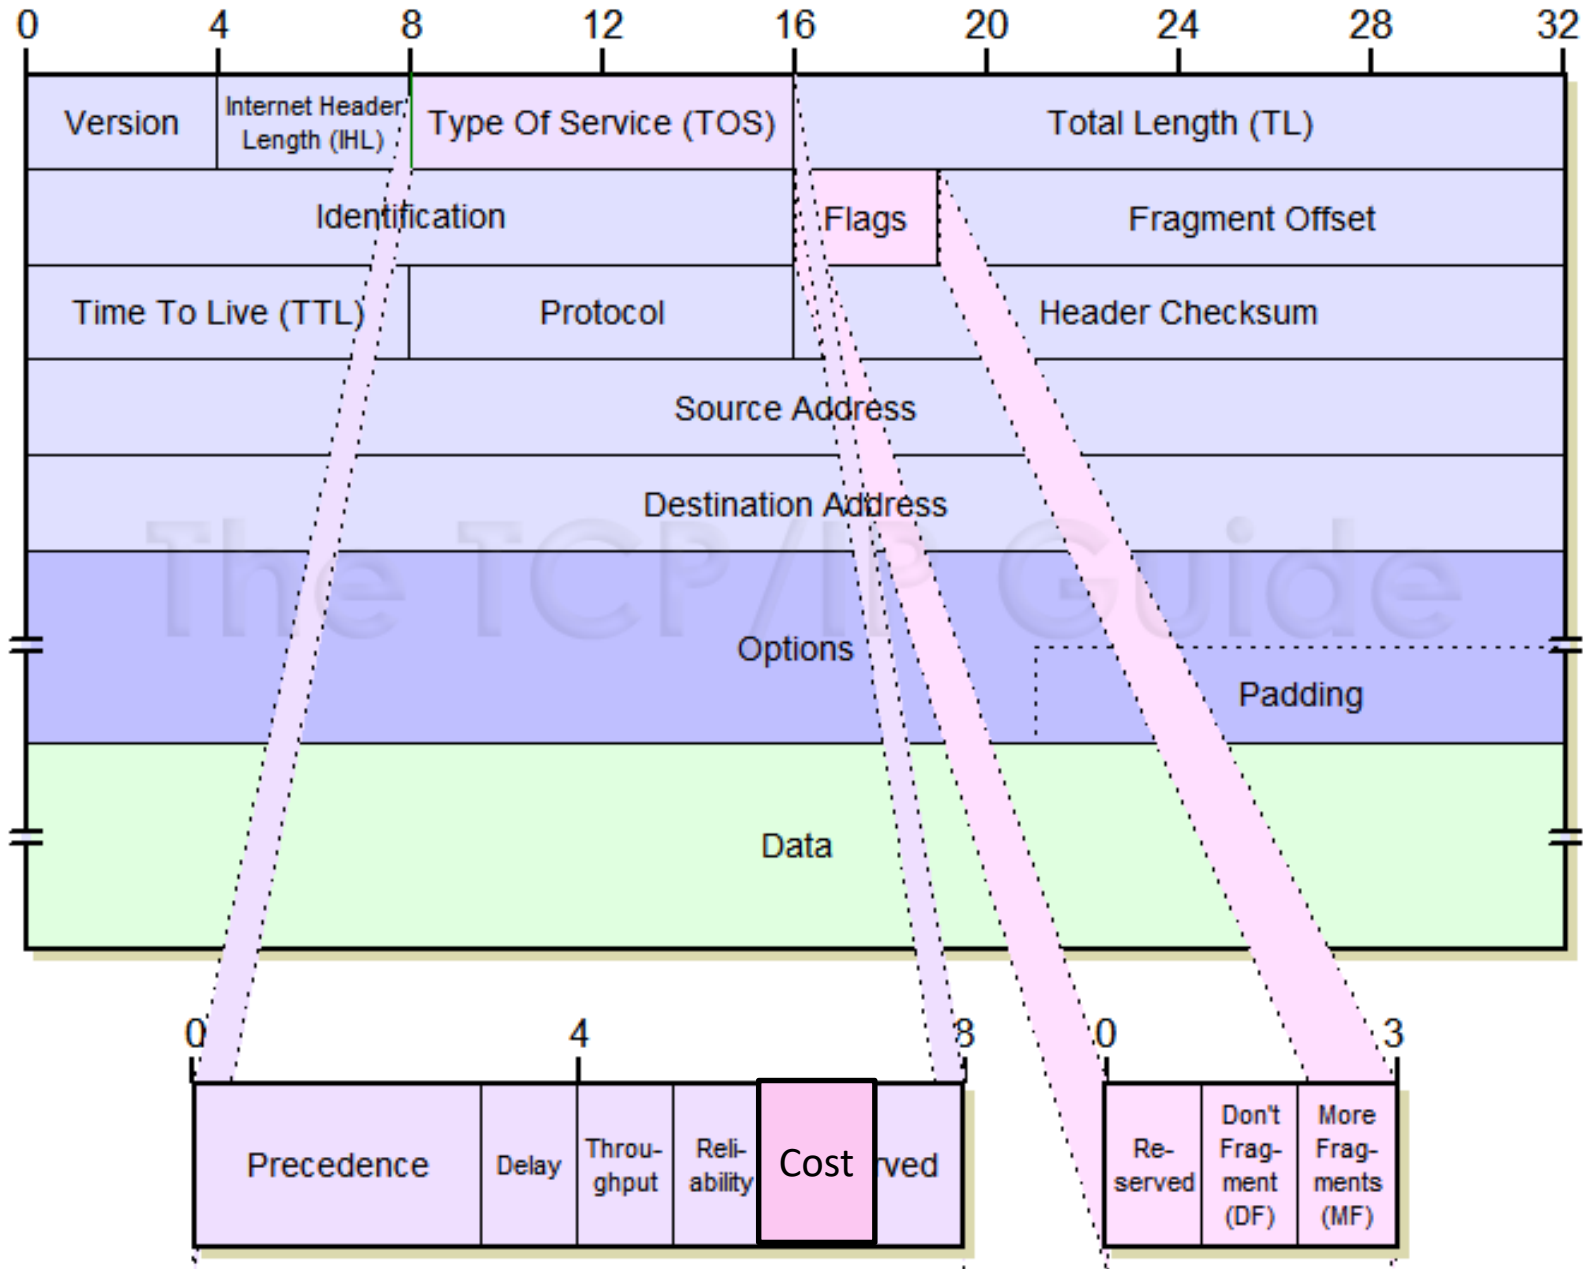 0 4 8 12 16 20 24 28 32
Version
Internet Header
Length (IHL)
Type Of Service (TOS)
Total Length (TL)
Identification
Flags
Fragment Offset
Time To Live (TTL)
Protocol
Header Checksum
Source Address
Destination Address
The TCP/IP Guide
Options
Padding
Data
0 4 8
0 3
Precedence
Delay
Throu-
ghput
Reli-
ability
Cost
rved
Re-
served
Don't
Frag-
ment
(DF)
More
Frag-
ments
(MF)